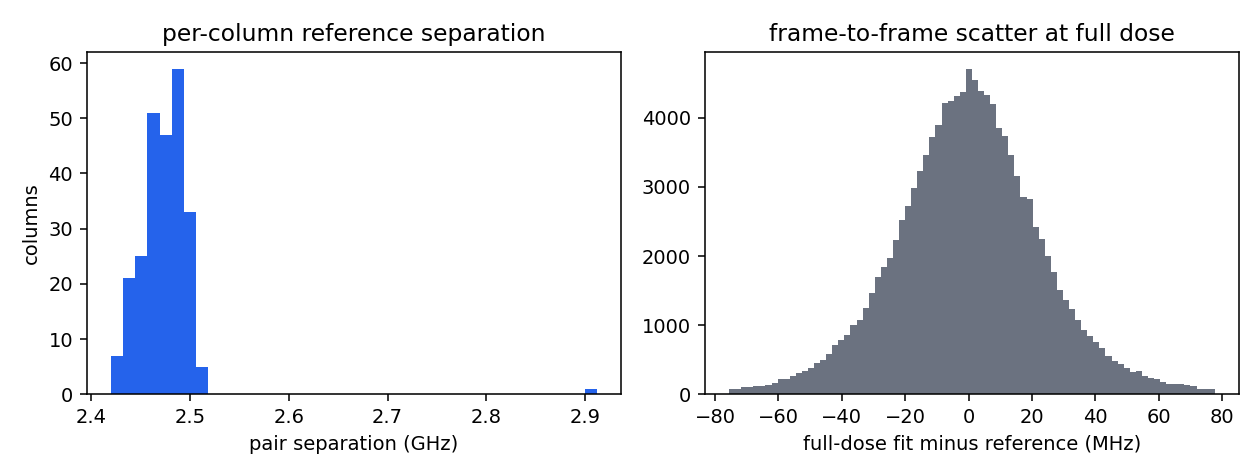 per-column reference separation
frame-to-frame scatter at full dose
60
50
40
30
20
10
0
columns
2.4 2.5 2.6 2.7 2.8 2.9
pair separation (GHz)
4000
3000
2000
1000
0
−80 −60 −40 −20 0 20 40 60 80
full-dose fit minus reference (MHz)